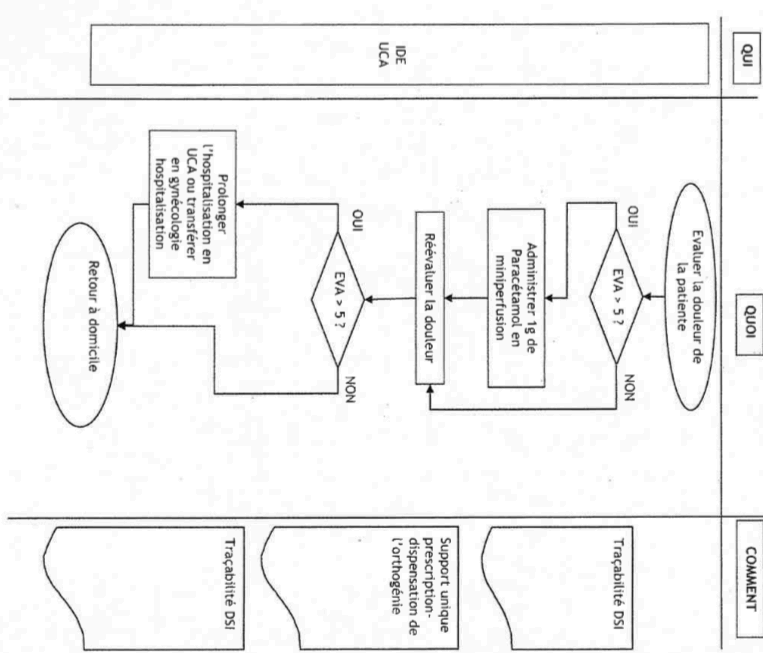 QUI
QUOI
COMMENT
IDE
UCA
Evaluer la douleur de
la patiente
EVA > 5 ?
OUI
NON
Administrer 1g de
Paracétamol en
miniperfusion
Réévaluer la douleur
EVA > 5 ?
OUI
NON
Prolonger
l'hospitalisation en
UCA ou transférer
en gynécologie
hospitalisation
Retour à domicile
Traçabilité DSI
Support unique
prescription-
dispensation de
l'orthogénie
Traçabilité DSI